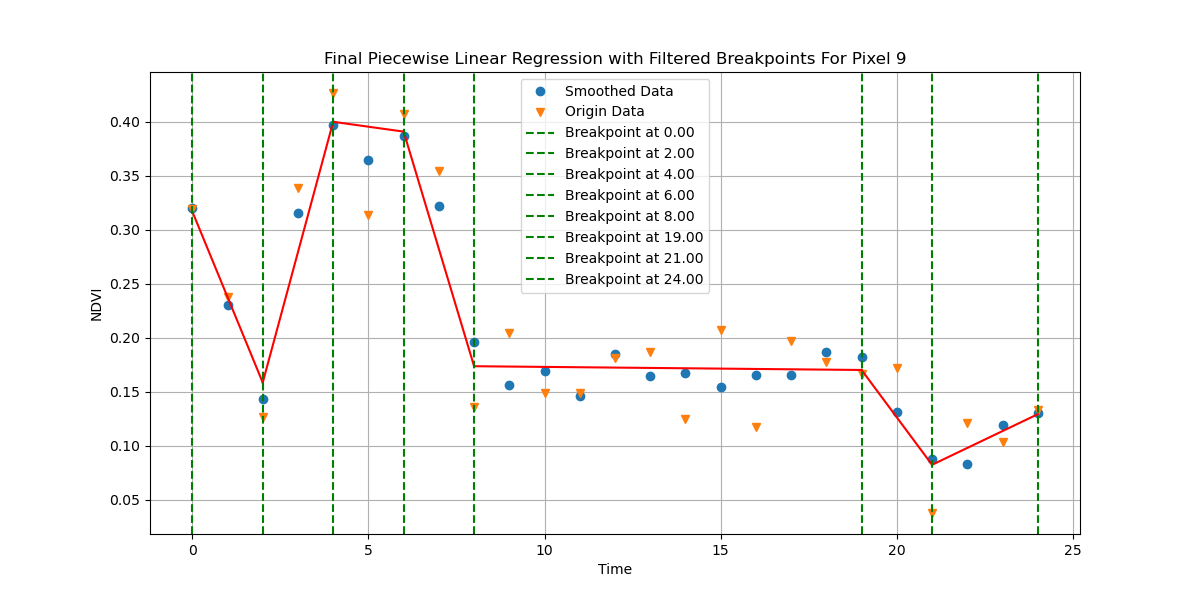 Final Piecewise Linear Regression with Filtered Breakpoints For Pixel 9
Smoothed Data
Origin Data
Breakpoint at 0.00
Breakpoint at 2.00
Breakpoint at 4.00
Breakpoint at 6.00
Breakpoint at 8.00
Breakpoint at 19.00
Breakpoint at 21.00
Breakpoint at 24.00
0.40
0.35
0.30
0.25
0.20
0.15
0.10
0.05
NDVI
0 5 10 15 20 25
Time